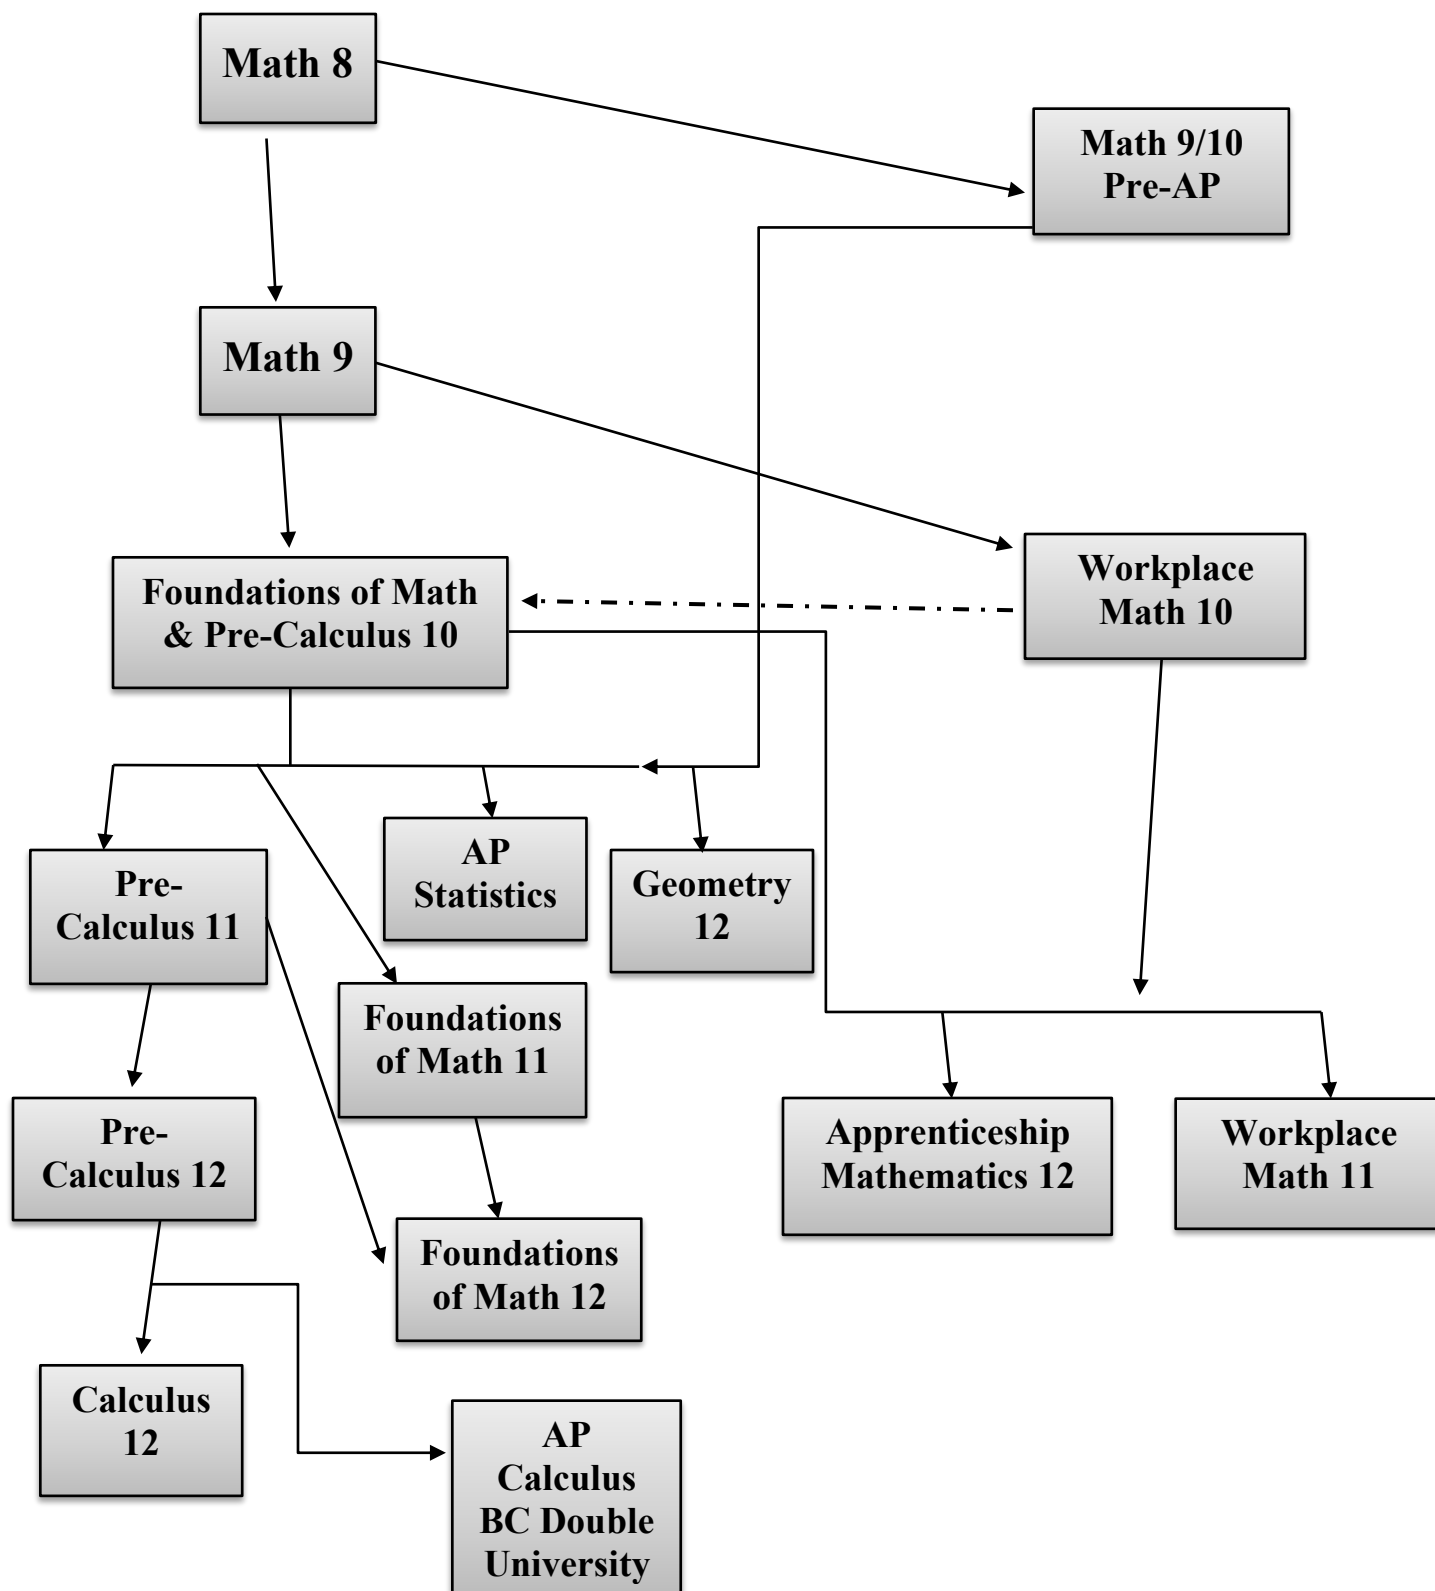 Math 8
Math 9/10
Pre-AP
Math 9
Foundations of Math
& Pre-Calculus 10
Workplace
Math 10
Pre-
Calculus 11
AP
Statistics
Geometry
12
Foundations
of Math 11
Pre-
Calculus 12
Apprenticeship
Mathematics 12
Workplace
Math 11
Foundations
of Math 12
Calculus
12
AP
Calculus
BC Double
University